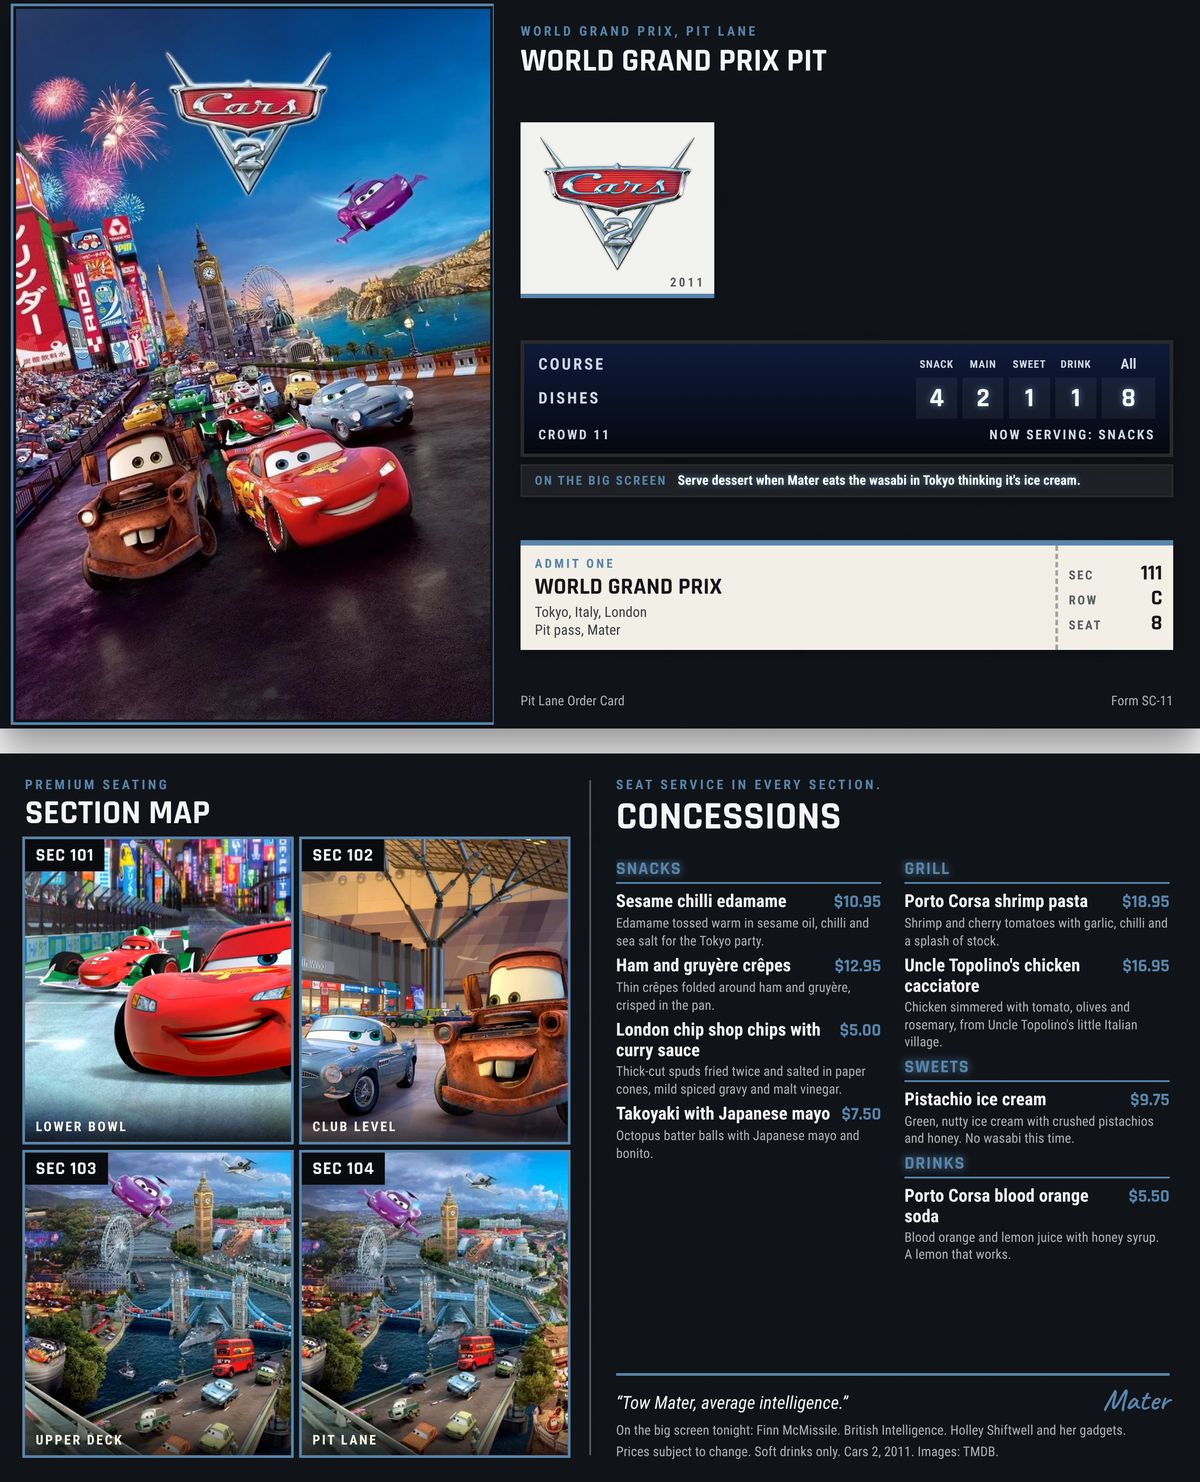 Cars
2
リンダー
炭酸飲料水
RIDE
WORLD GRAND PRIX, PIT LANE
WORLD GRAND PRIX PIT
Cars
2
2011
COURSE SNACK MAIN SWEET DRINK All
DISHES 4 2 1 1 8
CROWD 11 NOW SERVING: SNACKS
ON THE BIG SCREEN Serve dessert when Mater eats the wasabi in Tokyo thinking it's ice cream.
ADMIT ONE
WORLD GRAND PRIX
Tokyo, Italy, London
Pit pass, Mater
SEC 111
ROW C
SEAT 8
Pit Lane Order Card Form SC-11
PREMIUM SEATING
SECTION MAP
SEC 101
LOWER BOWL
SEC 102
CLUB LEVEL
SEC 103
UPPER DECK
SEC 104
PIT LANE
SEAT SERVICE IN EVERY SECTION.
CONCESSIONS
SNACKS
Sesame chilli edamame $10.95
Edamame tossed warm in sesame oil, chilli and
sea salt for the Tokyo party.
Ham and gruyère crêpes $12.95
Thin crêpes folded around ham and gruyère,
crisped in the pan.
London chip shop chips with $5.00
curry sauce
Thick-cut spuds fried twice and salted in paper
cones, mild spiced gravy and malt vinegar.
Takoyaki with Japanese mayo $7.50
Octopus batter balls with Japanese mayo and
bonito.
GRILL
Porto Corsa shrimp pasta $18.95
Shrimp and cherry tomatoes with garlic, chilli and
a splash of stock.
Uncle Topolino's chicken $16.95
cacciatore
Chicken simmered with tomato, olives and
rosemary, from Uncle Topolino's little Italian
village.
SWEETS
Pistachio ice cream $9.75
Green, nutty ice cream with crushed pistachios
and honey. No wasabi this time.
DRINKS
Porto Corsa blood orange $5.50
soda
Blood orange and lemon juice with honey syrup.
A lemon that works.
“Tow Mater, average intelligence.” Mater
On the big screen tonight: Finn McMissile. British Intelligence. Holley Shiftwell and her gadgets.
Prices subject to change. Soft drinks only. Cars 2, 2011. Images: TMDB.